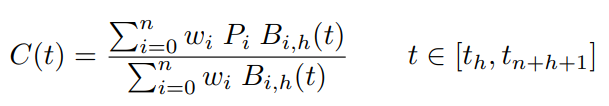 C(t) = \frac{\sum_{i=0}^{n} w_i P_i B_{i,h}(t)}{\sum_{i=0}^{n} w_i B_{i,h}(t)} \qquad t \in [t_h, t_{n+h+1}]